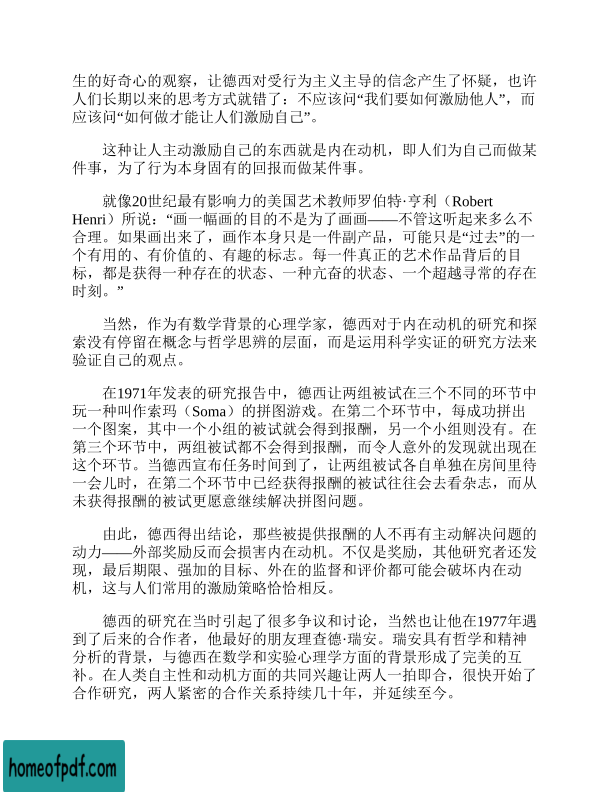 生的好奇心的观察，让德西对受行为主义主导的信念产生了怀疑，也许
人们长期以来的思考方式就错了：不应该问“我们要如何激励他人”，而
应该问“如何做才能让人们激励自己”。
这种让人主动激励自己的东西就是内在动机，即人们为自己而做某
件事，为了行为本身固有的回报而做某件事。
就像20世纪最有影响力的美国艺术教师罗伯特·亨利（Robert
Henri）所说：“画一幅画的目的不是为了画画——不管这听起来多么不
合理。如果画出来了，画作本身只是一件副产品，可能只是“过去”的一
个有用的、有价值的、有趣的标志。每一件真正的艺术作品背后的目
标，都是获得一种存在的状态、一种亢奋的状态、一个超越寻常的存在
时刻。”
当然，作为有数学背景的心理学家，德西对于内在动机的研究和探
索没有停留在概念与哲学思辨的层面，而是运用科学实证的研究方法来
验证自己的观点。
在1971年发表的研究报告中，德西让两组被试在三个不同的环节中
玩一种叫作索玛（Soma）的拼图游戏。在第二个环节中，每成功拼出
一个图案，其中一个小组的被试就会得到报酬，另一个小组则没有。在
第三个环节中，两组被试都不会得到报酬，而令人意外的发现就出现在
这个环节。当德西宣布任务时间到了，让两组被试各自单独在房间里待
一会儿时，在第二个环节中已经获得报酬的被试往往会去看杂志，而从
未获得报酬的被试更愿意继续解决拼图问题。
由此，德西得出结论，那些被提供报酬的人不再有主动解决问题的
动力——外部奖励反而会损害内在动机。不仅是奖励，其他研究者还发
现，最后期限、强加的目标、外在的监督和评价都可能会破坏内在动
机，这与人们常用的激励策略恰恰相反。
德西的研究在当时引起了很多争议和讨论，当然也让他在1977年遇
到了后来的合作者，他最好的朋友理查德·瑞安。瑞安具有哲学和精神
分析的背景，与德西在数学和实验心理学方面的背景形成了完美的互
补。在人类自主性和动机方面的共同兴趣让两人一拍即合，很快开始了
合作研究，两人紧密的合作关系持续几十年，并延续至今。
homeofpdf.com